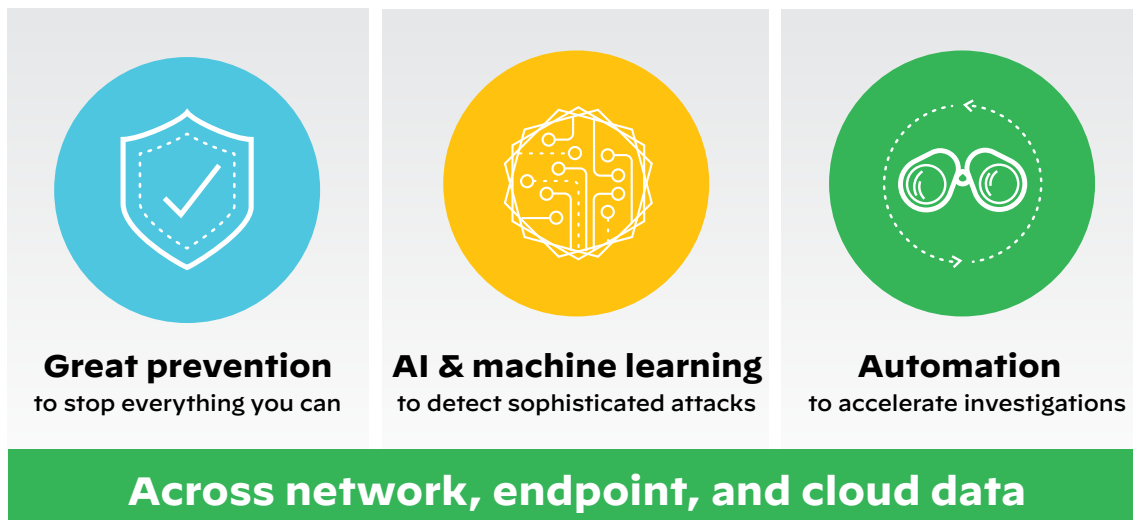 Great prevention
to stop everything you can
AI & machine learning
to detect sophisticated attacks
Automation
to accelerate investigations
Across network, endpoint, and cloud data